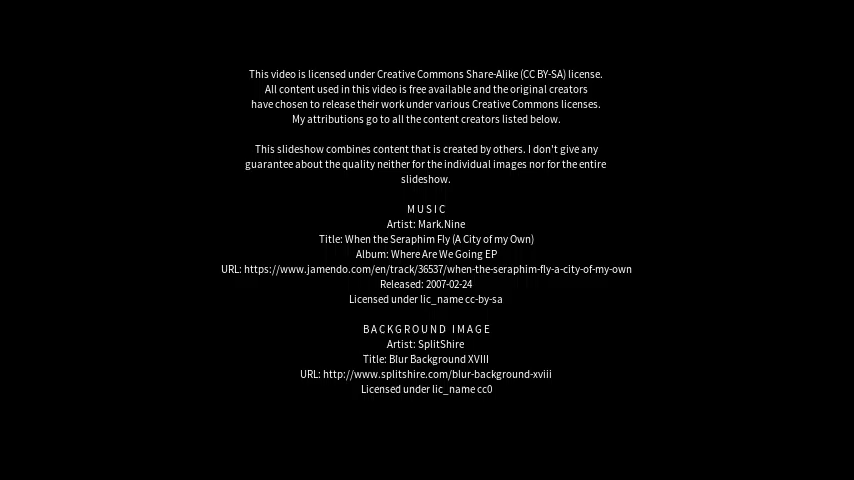 This video is licensed under Creative Commons Share-Alike (CC BY-SA) license.
All content used in this video is free available and the original creators
have chosen to release their work under various Creative Commons licenses.
My attributions go to all the content creators listed below.
This slideshow combines content that is created by others. I don't give any
guarantee about the quality neither for the individual images nor for the entire
slideshow.
MUSIC
Artist: Mark.Nine
Title: When the Seraphim Fly (A City of my Own)
Album: Where Are We Going EP
URL: https://www.jamendo.com/en/track/36537/when-the-seraphim-fly-a-city-of-my-own
Released: 2007-02-24
Licensed under lic_name cc-by-sa
BACKGROUND IMAGE
Artist: SplitShire
Title: Blur Background XVIII
URL: http://www.splitshire.com/blur-background-xviii
Licensed under lic_name cc0